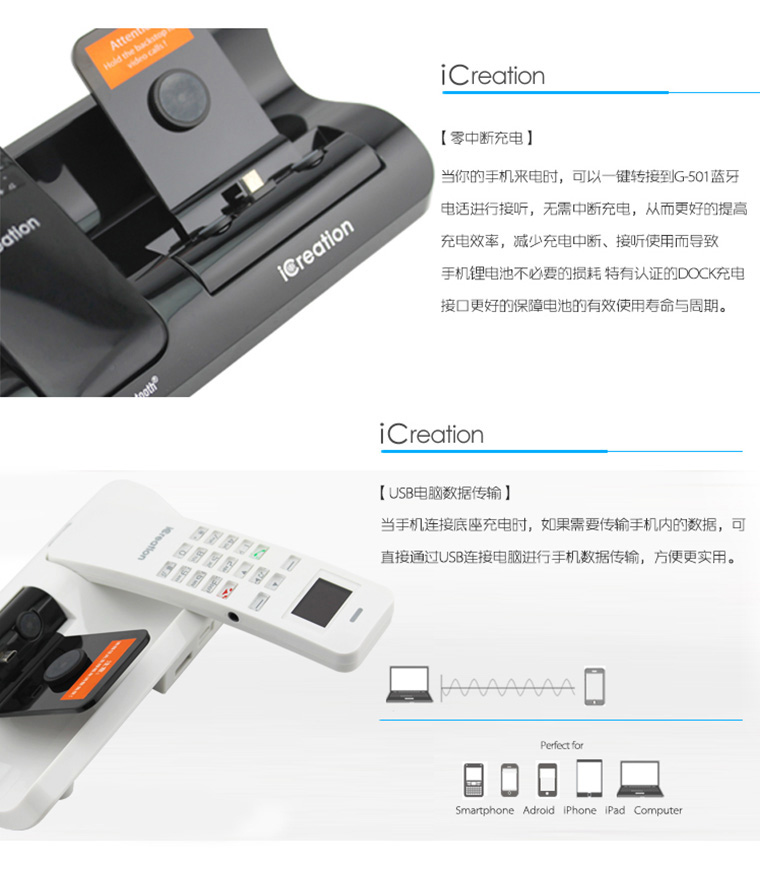 Attenti
Hold the backstop
video calls !
iCreation
【零中断充电】
当你的手机来电时，可以一键转接到G-501蓝牙
电话进行接听，无需中断充电，从而更好的提高
充电效率，减少充电中断、接听使用而导致
手机锂电池不必要的损耗 特有认证的DOCK充电
接口更好的保障电池的有效使用寿命与周期。
eation
iCreation
tooth®
iCreation
【USB电脑数据传输】
当手机连接底座充电时，如果需要传输手机内的数据，可
直接通过USB连接电脑进行手机数据传输，方便更实用。
iCreation
Perfect for
Smartphone Adroid iPhone iPad Computer